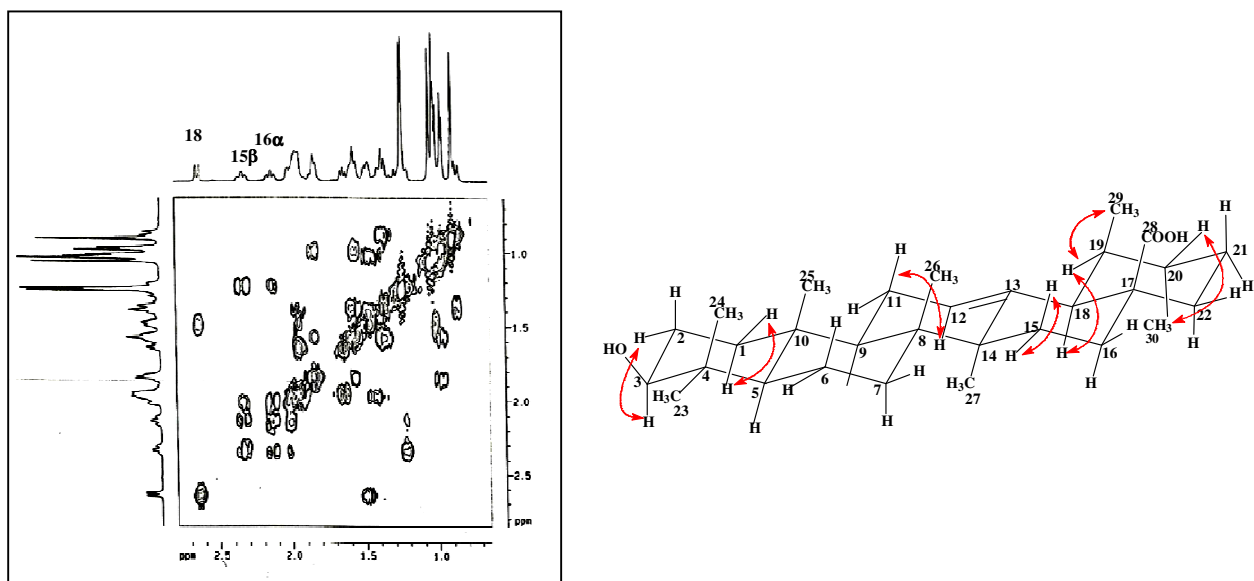 18
15β
16α
1.0
1.5
2.0
2.5
ppm
ppm 2.5 2.0 1.5 1.0
29
CH₃
H
28
COOH
H
H
19
21
H
H
26
CH₃
20
H
25
CH₃
13
H
17
H
H
24
CH₃
H
11
12
18
CH₃
30
22
H
H
H
H
15
H
16
H
H
H
2
1
10
9
8
14
H
HO
3
4
H
H₃C
23
5
H
6
7
H
H
H₃C
27
H
H
H